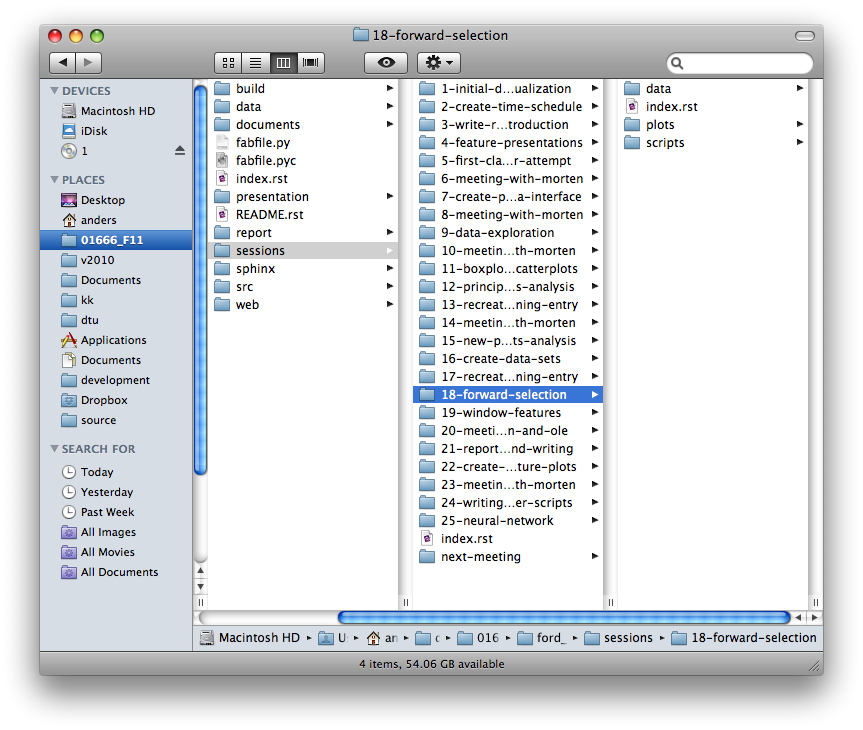 18-forward-selection
DEVICES
Macintosh HD
iDisk
1
PLACES
Desktop
anders
01666_F11
v2010
Documents
kk
dtu
Applications
Documents
development
Dropbox
source
SEARCH FOR
Today
Yesterday
Past Week
All Images
All Movies
All Documents
build
data
documents
fabfile.py
fabfile.pyc
index.rst
presentation
README.rst
report
sessions
sphinx
src
web
1-initial-d...ualization
2-create-time-schedule
3-write-r...troduction
4-feature-presentations
5-first-cla...r-attempt
6-meeting-with-morten
7-create-p...a-interface
8-meeting-with-morten
9-data-exploration
10-meetin...th-morten
11-boxplo...catterplots
12-princip...s-analysis
13-recreat...ning-entry
14-meetin...th-morten
15-new-p...ts-analysis
16-create-data-sets
17-recreat...ning-entry
18-forward-selection
19-window-features
20-meeti...n-and-ole
21-report...nd-writing
22-create-...ture-plots
23-meetin...th-morten
24-writing...er-scripts
25-neural-network
index.rst
next-meeting
data
index.rst
plots
scripts
Macintosh HD ▸ U ▸ an ▸ c ▸ 016 ▸ ford_ ▸ sessions ▸ 18-forward-selection
4 items, 54.06 GB available